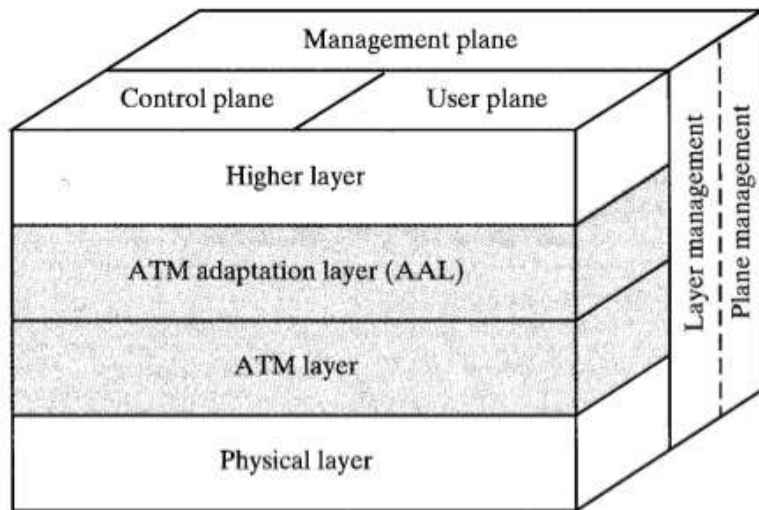 Management plane
Control plane
User plane
Higher layer
ATM adaptation layer (AAL)
ATM layer
Physical layer
Layer management
Plane management